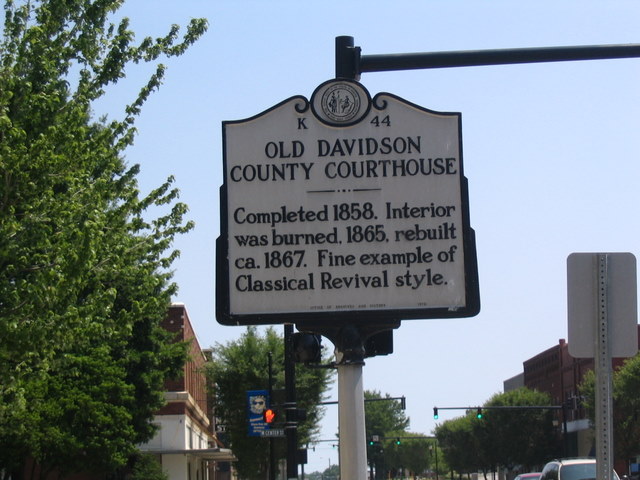 K 44
OLD DAVIDSON
COUNTY COURTHOUSE
Completed 1858. Interior
was burned, 1865, rebuilt
ca. 1867. Fine example of
Classical Revival style.